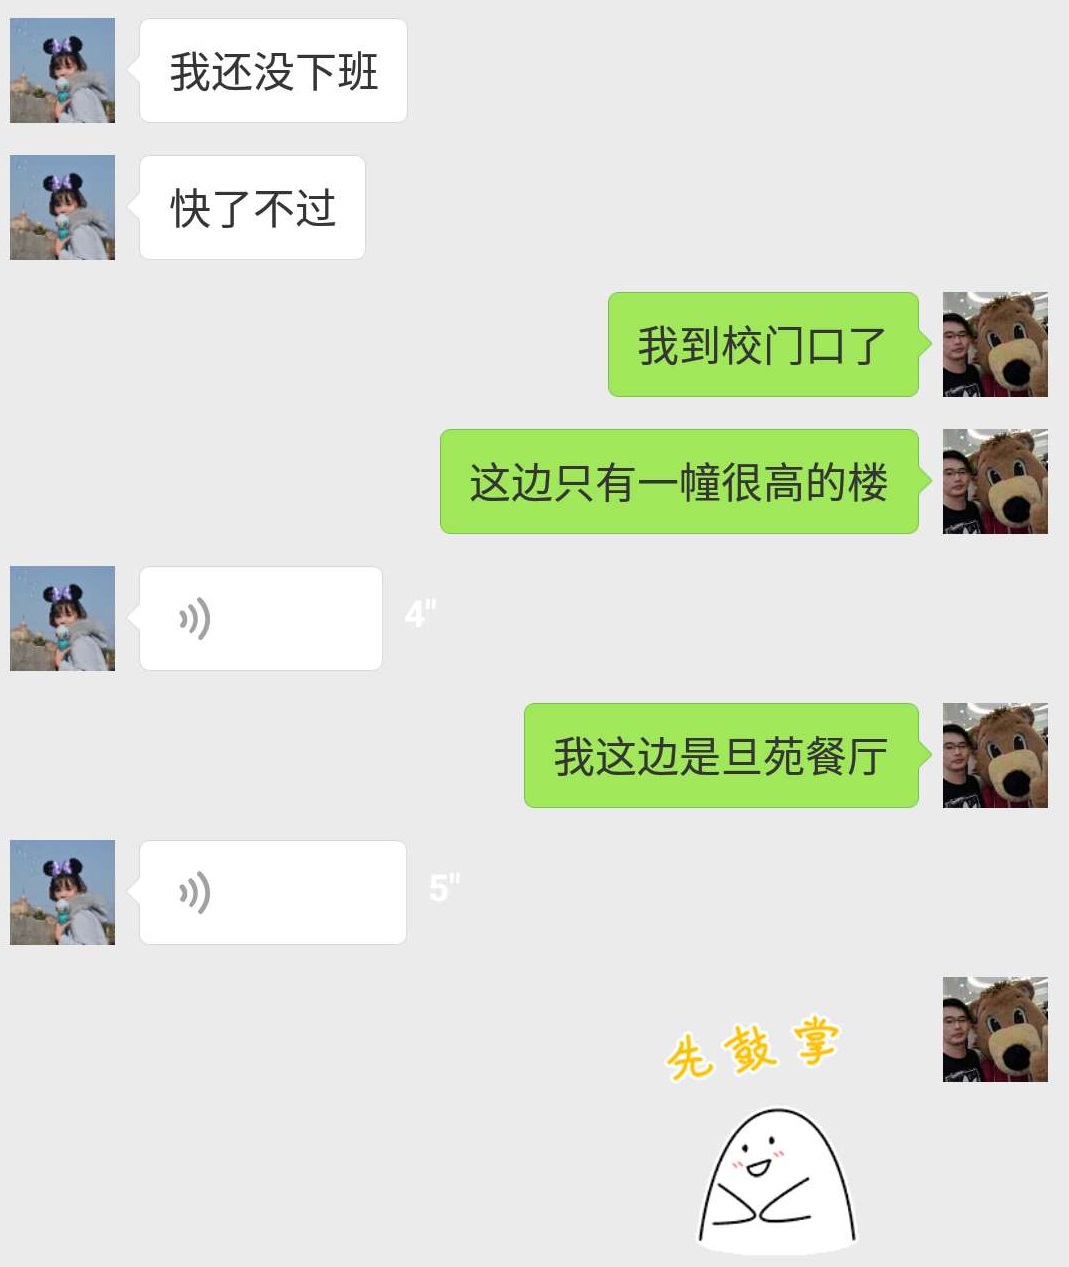 我还没下班
快了不过
我到校门口了
这边只有一幢很高的楼
4"
我这边是旦苑餐厅
5"
先鼓掌